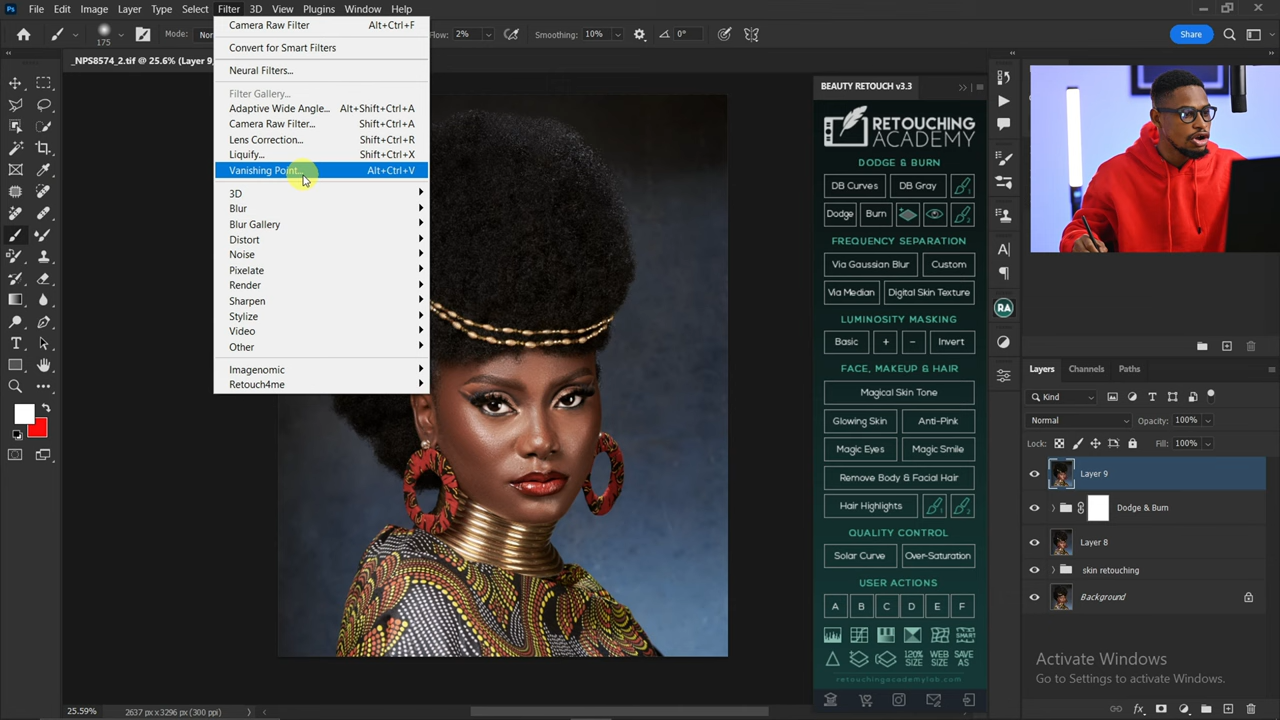 Ps File Edit Image Layer Type Select Filter 3D View Plugins Window Help
175
Mode:
Flow: 2%
Smoothing: 10%
0°
Share
_NPS8574_2.tif @ 25.6% (Layer 9,
Camera Raw Filter Alt+Ctrl+F
Convert for Smart Filters
Neural Filters...
Filter Gallery...
Adaptive Wide Angle... Alt+Shift+Ctrl+A
Camera Raw Filter... Shift+Ctrl+A
Lens Correction... Shift+Ctrl+R
Liquify... Shift+Ctrl+X
Vanishing Point... Alt+Ctrl+V
3D
Blur
Blur Gallery
Distort
Noise
Pixelate
Render
Sharpen
Stylize
Video
Other
Imagenomic
Retouch4me
25.59% 2637 px x 3296 px (300 ppi)
BEAUTY RETOUCH v3.3
RETOUCHING
ACADEMY
DODGE & BURN
DB Curves DB Gray
Dodge Burn
FREQUENCY SEPARATION
Via Gaussian Blur Custom
Via Median Digital Skin Texture
LUMINOSITY MASKING
Basic + − Invert
FACE, MAKEUP & HAIR
Magical Skin Tone
Glowing Skin Anti-Pink
Magic Eyes Magic Smile
Remove Body & Facial Hair
Hair Highlights
QUALITY CONTROL
Solar Curve Over-Saturation
USER ACTIONS
A B C D E F
SMART
120%
SIZE
WEB
SIZE
SAVE
AS
retouchingacademylab.com
RA
Layers Channels Paths
Kind
Normal Opacity: 100%
Lock: Fill: 100%
Layer 9
Dodge & Burn
Layer 8
skin retouching
Background
Activate Windows
Go to Settings to activate Windows.